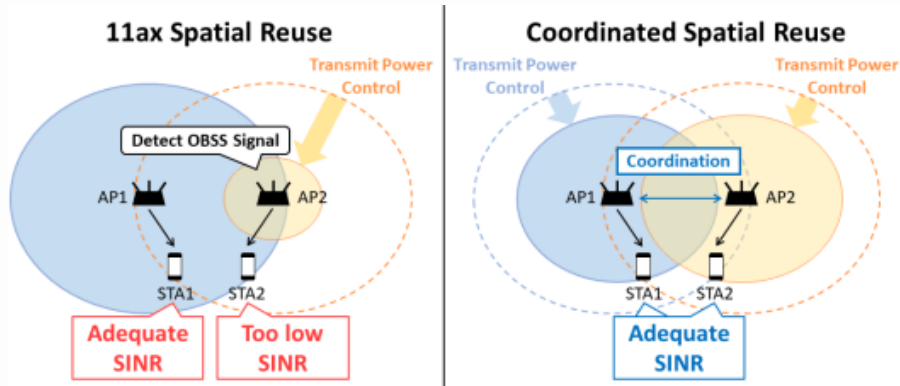 11ax Spatial Reuse
Transmit Power
Control
Detect OBSS Signal
AP1
AP2
STA1
STA2
Adequate
SINR
Too low
SINR
Coordinated Spatial Reuse
Transmit Power
Control
Transmit Power
Control
Coordination
AP1
AP2
STA1
STA2
Adequate
SINR